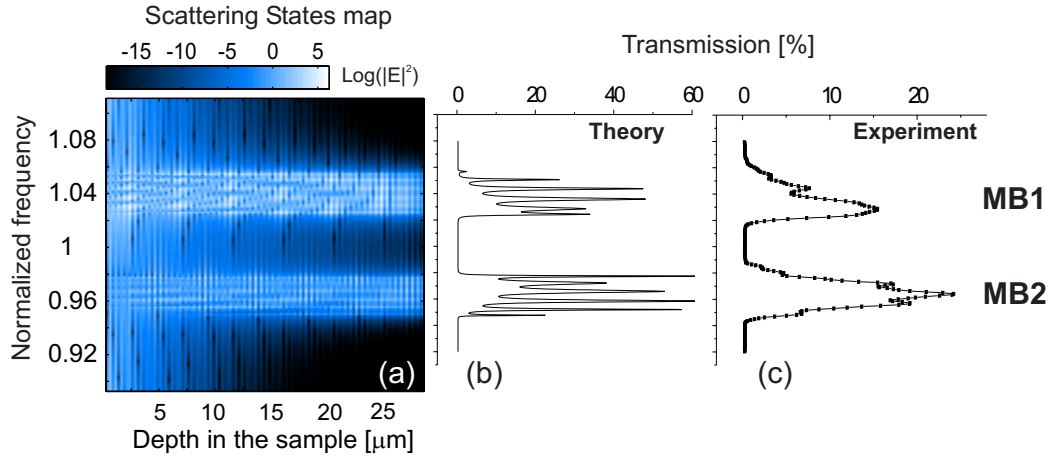 Scattering States map
-15 -10 -5 0 5
Log(|E|²)
Transmission [%]
0 20 40 60
0 10 20
Theory
Experiment
Normalized frequency
1.08
1.04
1
0.96
0.92
MB1
MB2
(a)
(b)
(c)
5 10 15 20 25
Depth in the sample [μm]